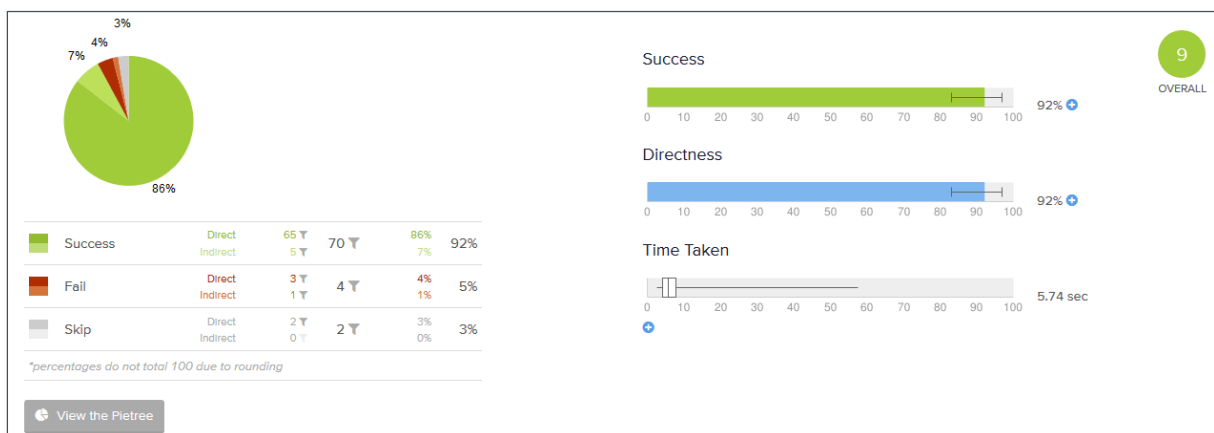 3%
4%
7%
86%
Success Direct 65 70 86% 92%
Indirect 5 7%
Fail Direct 3 4 4% 5%
Indirect 1 1%
Skip Direct 2 2 3% 3%
Indirect 0 0%
*percentages do not total 100 due to rounding
View the Pietree
Success
0 10 20 30 40 50 60 70 80 90 100
92%
Directness
0 10 20 30 40 50 60 70 80 90 100
92%
Time Taken
0 10 20 30 40 50 60 70 80 90 100
5.74 sec
9
OVERALL